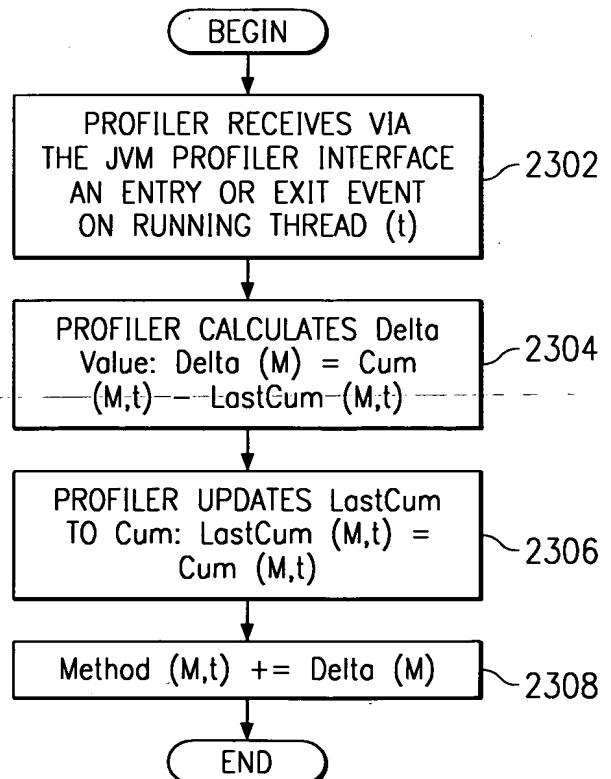 BEGIN
PROFILER RECEIVES VIA
THE JVM PROFILER INTERFACE
AN ENTRY OR EXIT EVENT
ON RUNNING THREAD (t)
2302
PROFILER CALCULATES Delta
Value: Delta (M) = Cum
(M,t) – LastCum (M,t)
2304
PROFILER UPDATES LastCum
TO Cum: LastCum (M,t) =
Cum (M,t)
2306
Method (M,t) += Delta (M)
2308
END